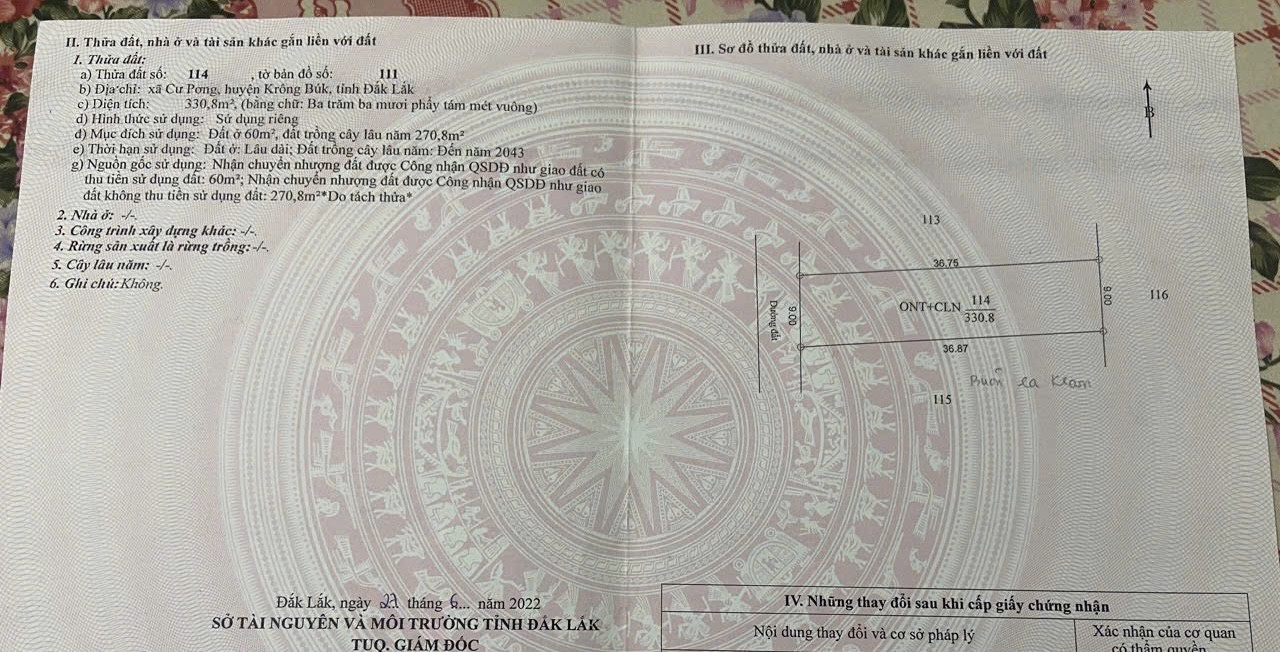 II. Thửa đất, nhà ở và tài sản khác gắn liền với đất
1. Thửa đất:
a) Thửa đất số: 114 , tờ bản đồ số: 111
b) Địa chỉ: xã Cư Pơng, huyện Krông Búk, tỉnh Đắk Lắk
c) Diện tích: 330,8m², (bằng chữ: Ba trăm ba mươi phẩy tám mét vuông)
d) Hình thức sử dụng: Sử dụng riêng
đ) Mục đích sử dụng: Đất ở 60m², đất trồng cây lâu năm 270,8m²
e) Thời hạn sử dụng: Đất ở: Lâu dài; Đất trồng cây lâu năm: Đến năm 2043
g) Nguồn gốc sử dụng: Nhận chuyển nhượng đất được Công nhận QSDĐ như giao đất có
thu tiền sử dụng đất: 60m²; Nhận chuyển nhượng đất được Công nhận QSDĐ như giao
đất không thu tiền sử dụng đất: 270,8m²*Do tách thửa*
2. Nhà ở: -/-.
3. Công trình xây dựng khác: -/-.
4. Rừng sản xuất là rừng trồng: -/-.
5. Cây lâu năm: -/-.
6. Ghi chú: Không.
Đắk Lắk, ngày 27 tháng 6... năm 2022
SỞ TÀI NGUYÊN VÀ MÔI TRƯỜNG TỈNH ĐẮK LẮK
TUQ. GIÁM ĐỐC
III. Sơ đồ thửa đất, nhà ở và tài sản khác gắn liền với đất
B
113
36.75
Đường đất
9.00
ONT+CLN 114
330.8
9.00
116
36.87
Buôn ea Kram
115
IV. Những thay đổi sau khi cấp giấy chứng nhận
Nội dung thay đổi và cơ sở pháp lý
Xác nhận của cơ quan
có thẩm quyền